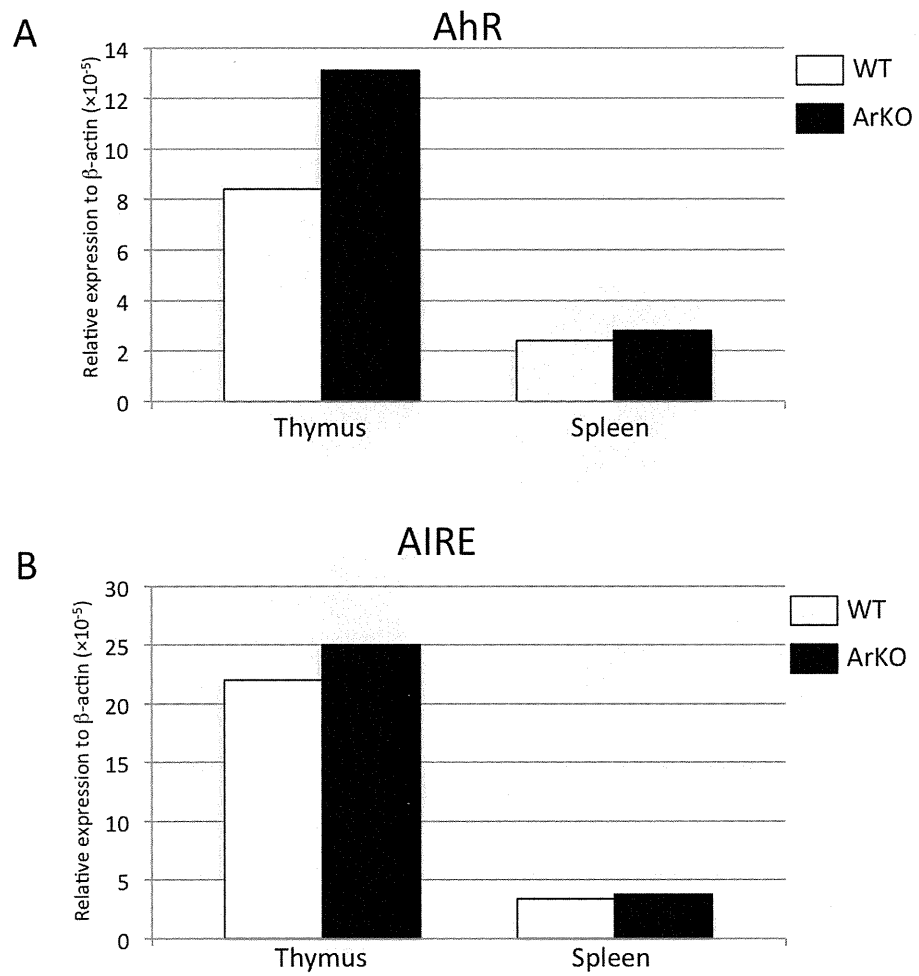 A
AhR
Relative expression to β-actin (×10⁻⁵)
14
12
10
8
6
4
2
0
Thymus
Spleen
WT
ArKO
B
AIRE
Relative expression to β-actin (×10⁻⁵)
30
25
20
15
10
5
0
Thymus
Spleen
WT
ArKO